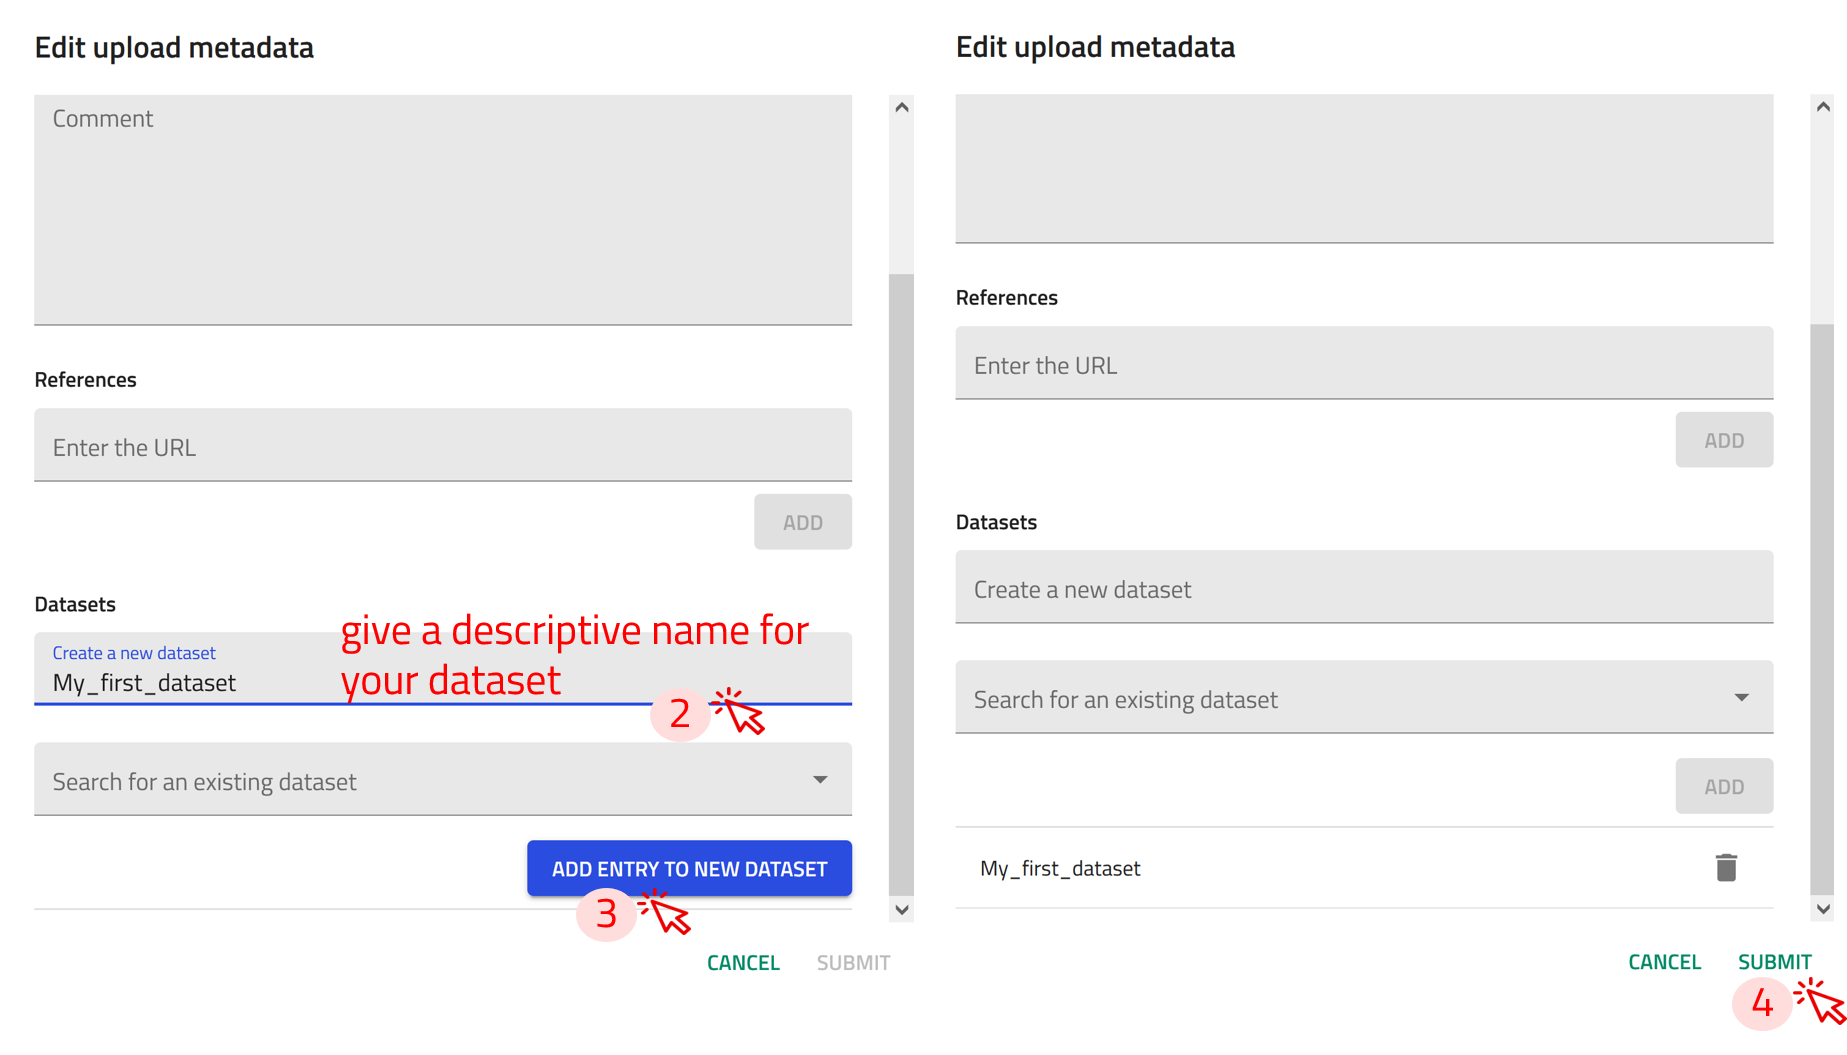 Edit upload metadata
Comment
References
Enter the URL
ADD
Datasets
give a descriptive name for
your dataset
Create a new dataset
My_first_dataset
2
Search for an existing dataset
ADD ENTRY TO NEW DATASET
3
CANCEL SUBMIT
Edit upload metadata
References
Enter the URL
ADD
Datasets
Create a new dataset
Search for an existing dataset
ADD
My_first_dataset
CANCEL SUBMIT
4